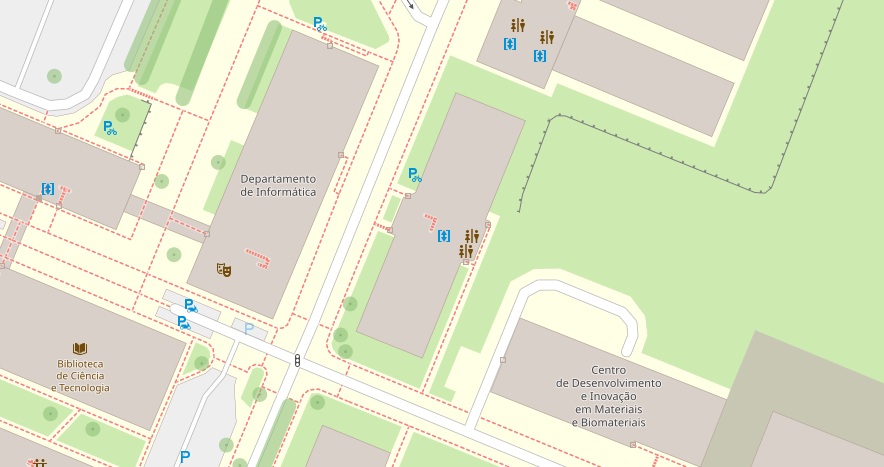 P
P
P
Departamento
de Informática
P
P
P
Biblioteca
de Ciência
e Tecnologia
Centro
de Desenvolvimento
e Inovação
em Materiais
e Biomateriais
P